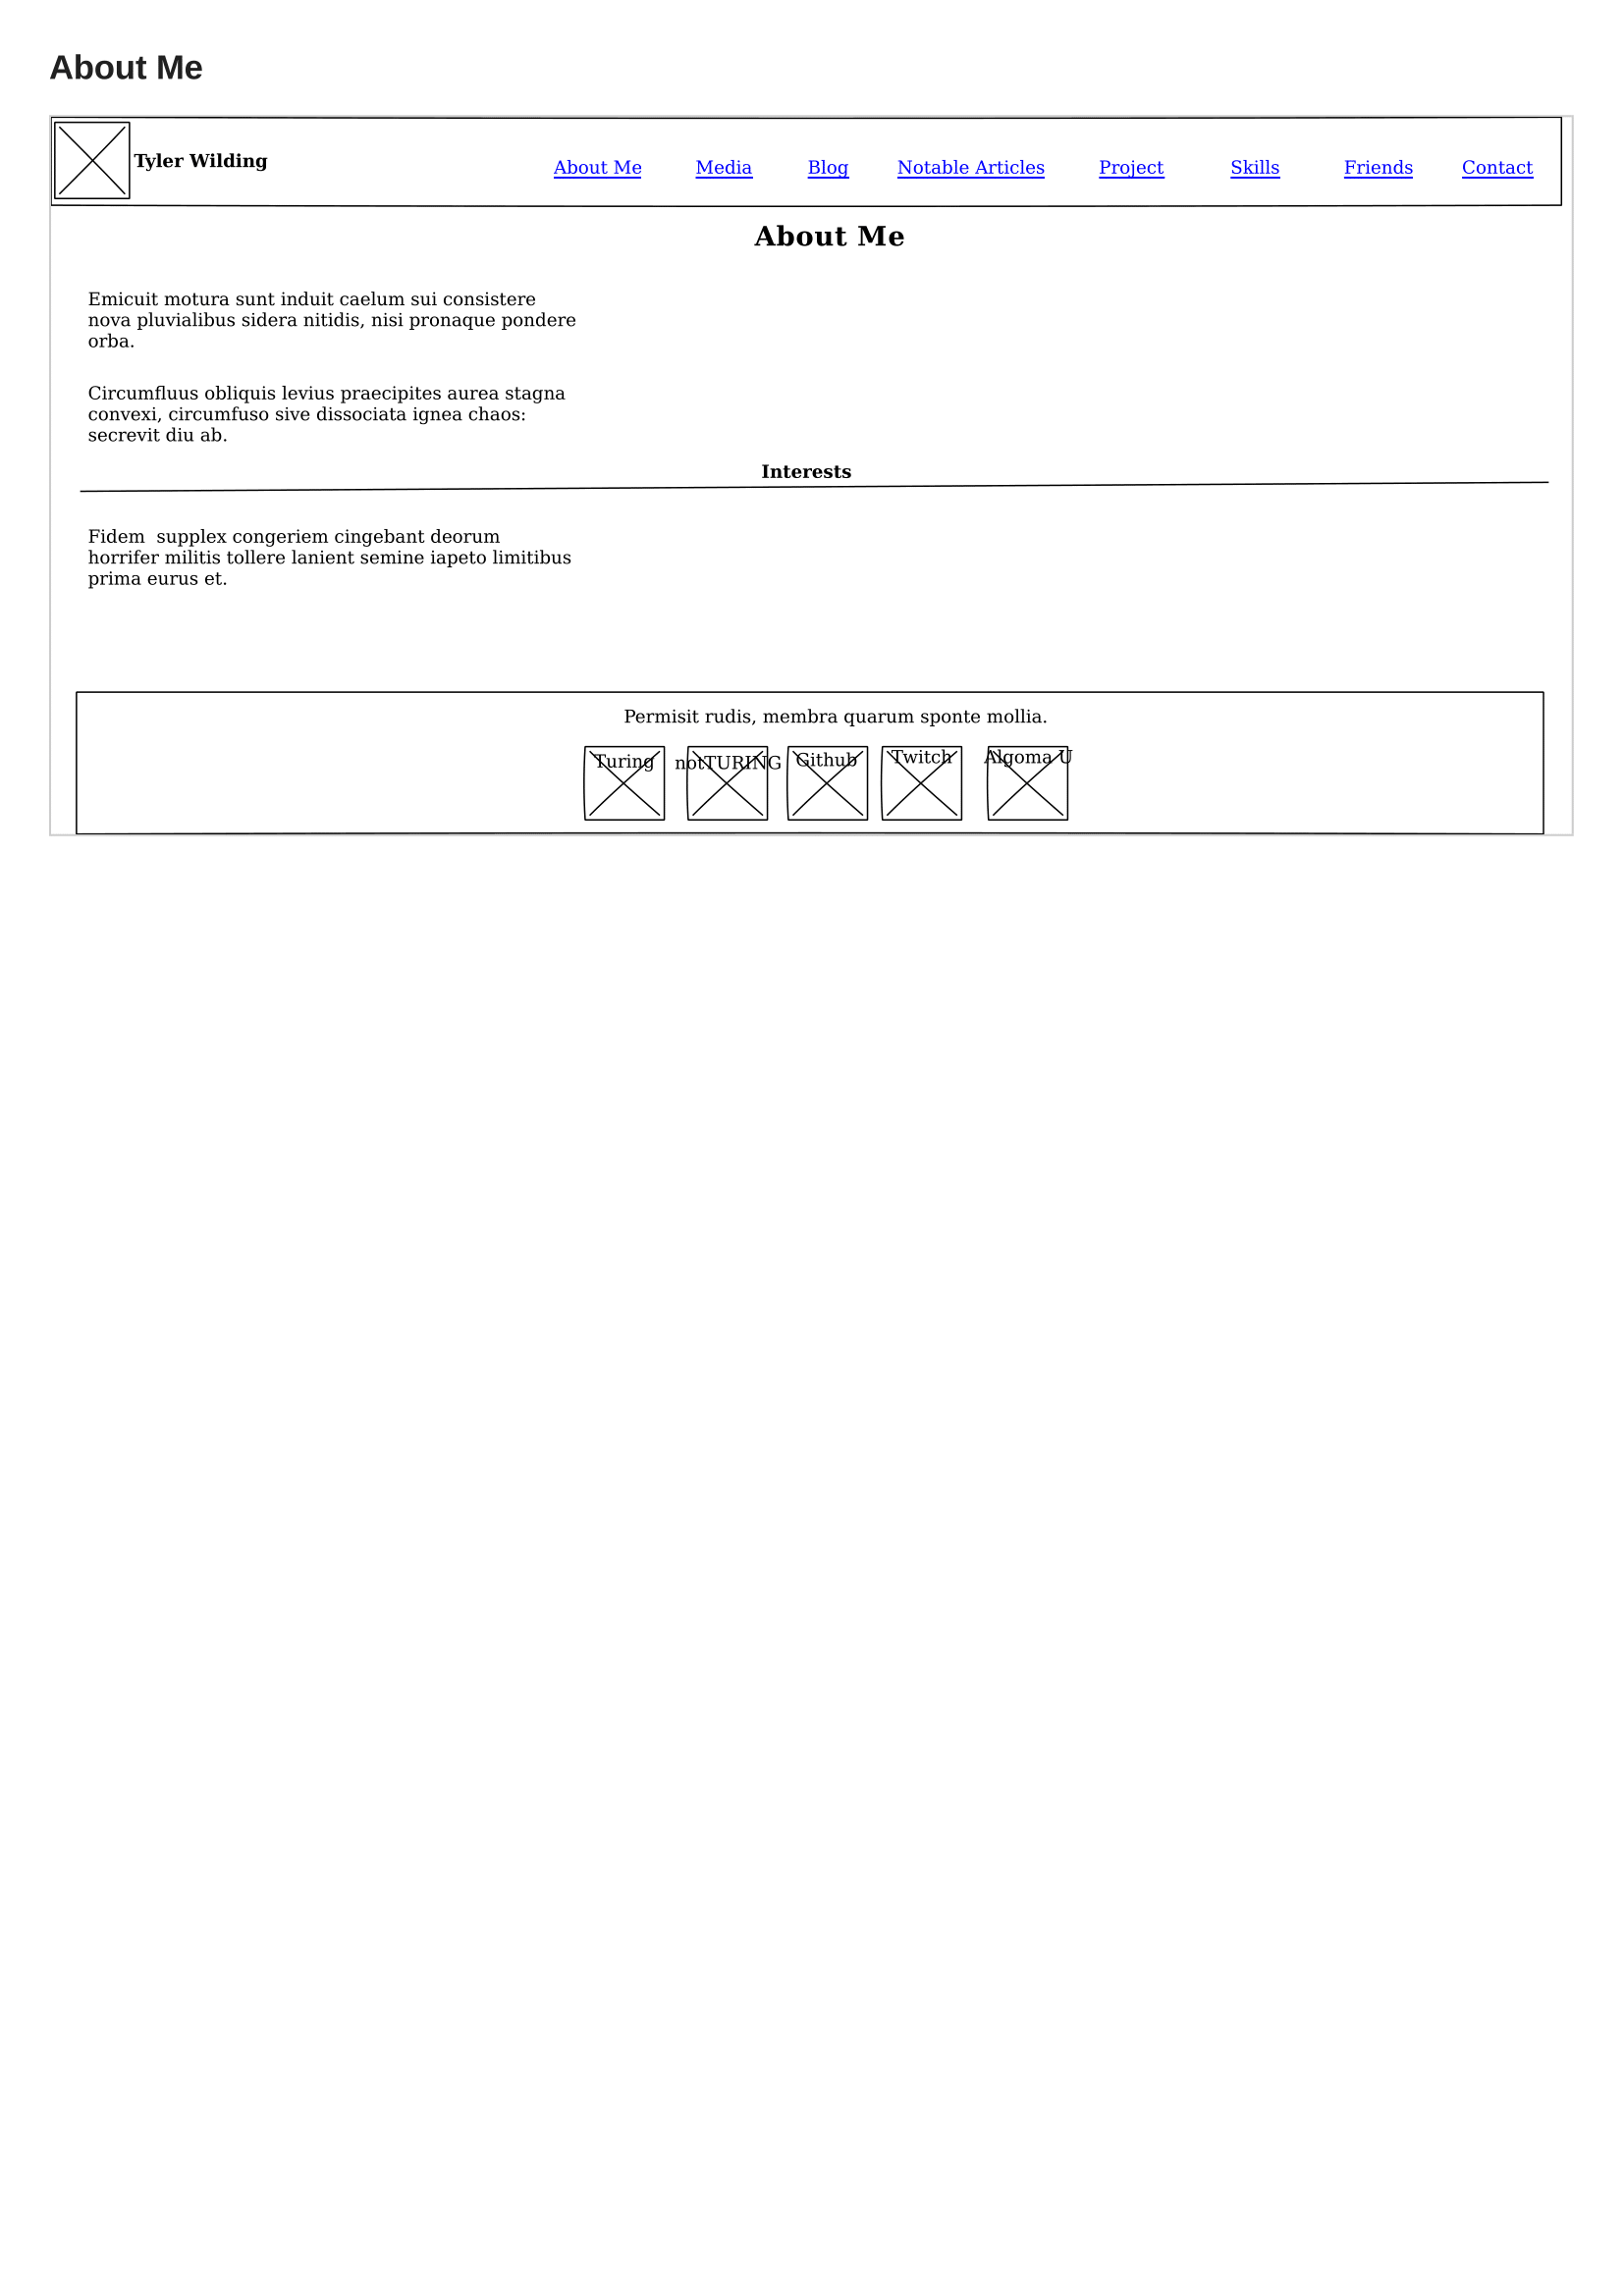 About Me
Tyler Wilding
About Me Media Blog Notable Articles Project Skills Friends Contact
About Me
Emicuit motura sunt induit caelum sui consistere
nova pluvialibus sidera nitidis, nisi pronaque pondere
orba.
Circumfluus obliquis levius praecipites aurea stagna
convexi, circumfuso sive dissociata ignea chaos:
secrevit diu ab.
Interests
Fidem  supplex congeriem cingebant deorum
horrifer militis tollere lanient semine iapeto limitibus
prima eurus et.
Permisit rudis, membra quarum sponte mollia.
Turing notTURING Github Twitch Algoma U